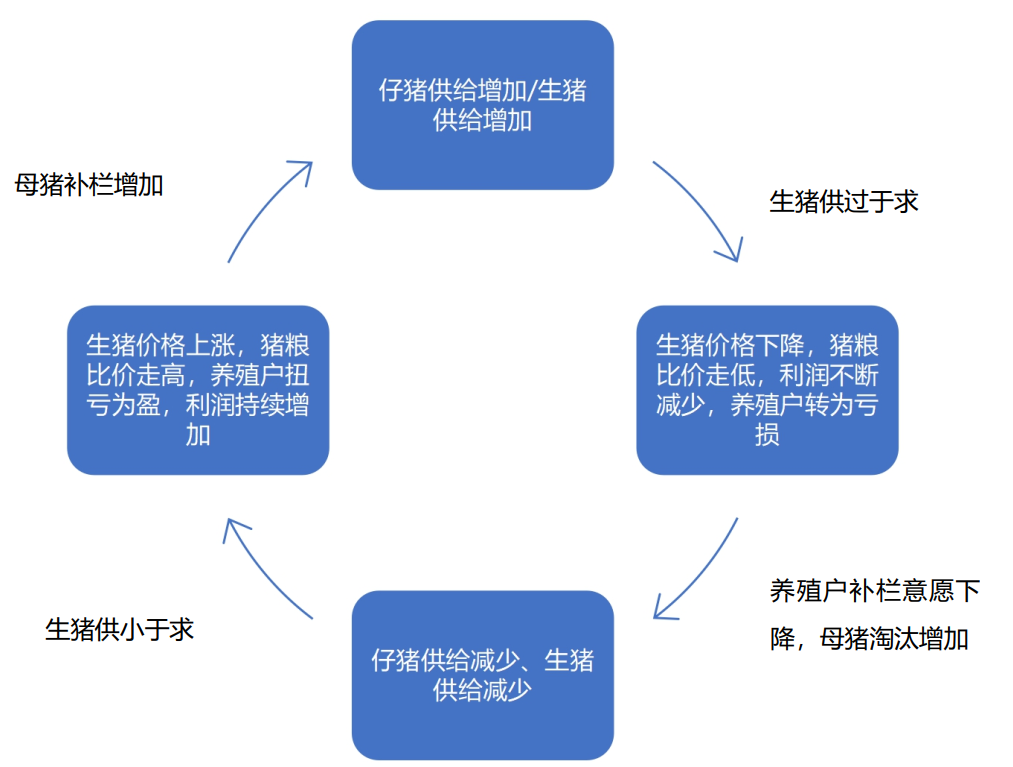 仔猪供给增加/生猪
供给增加
母猪补栏增加
生猪供过于求
生猪价格上涨，猪粮
比价走高，养殖户扭
亏为盈，利润持续增
加
生猪价格下降，猪粮
比价走低，利润不断
减少，养殖户转为亏
损
养殖户补栏意愿下
降，母猪淘汰增加
生猪供小于求
仔猪供给减少、生猪
供给减少